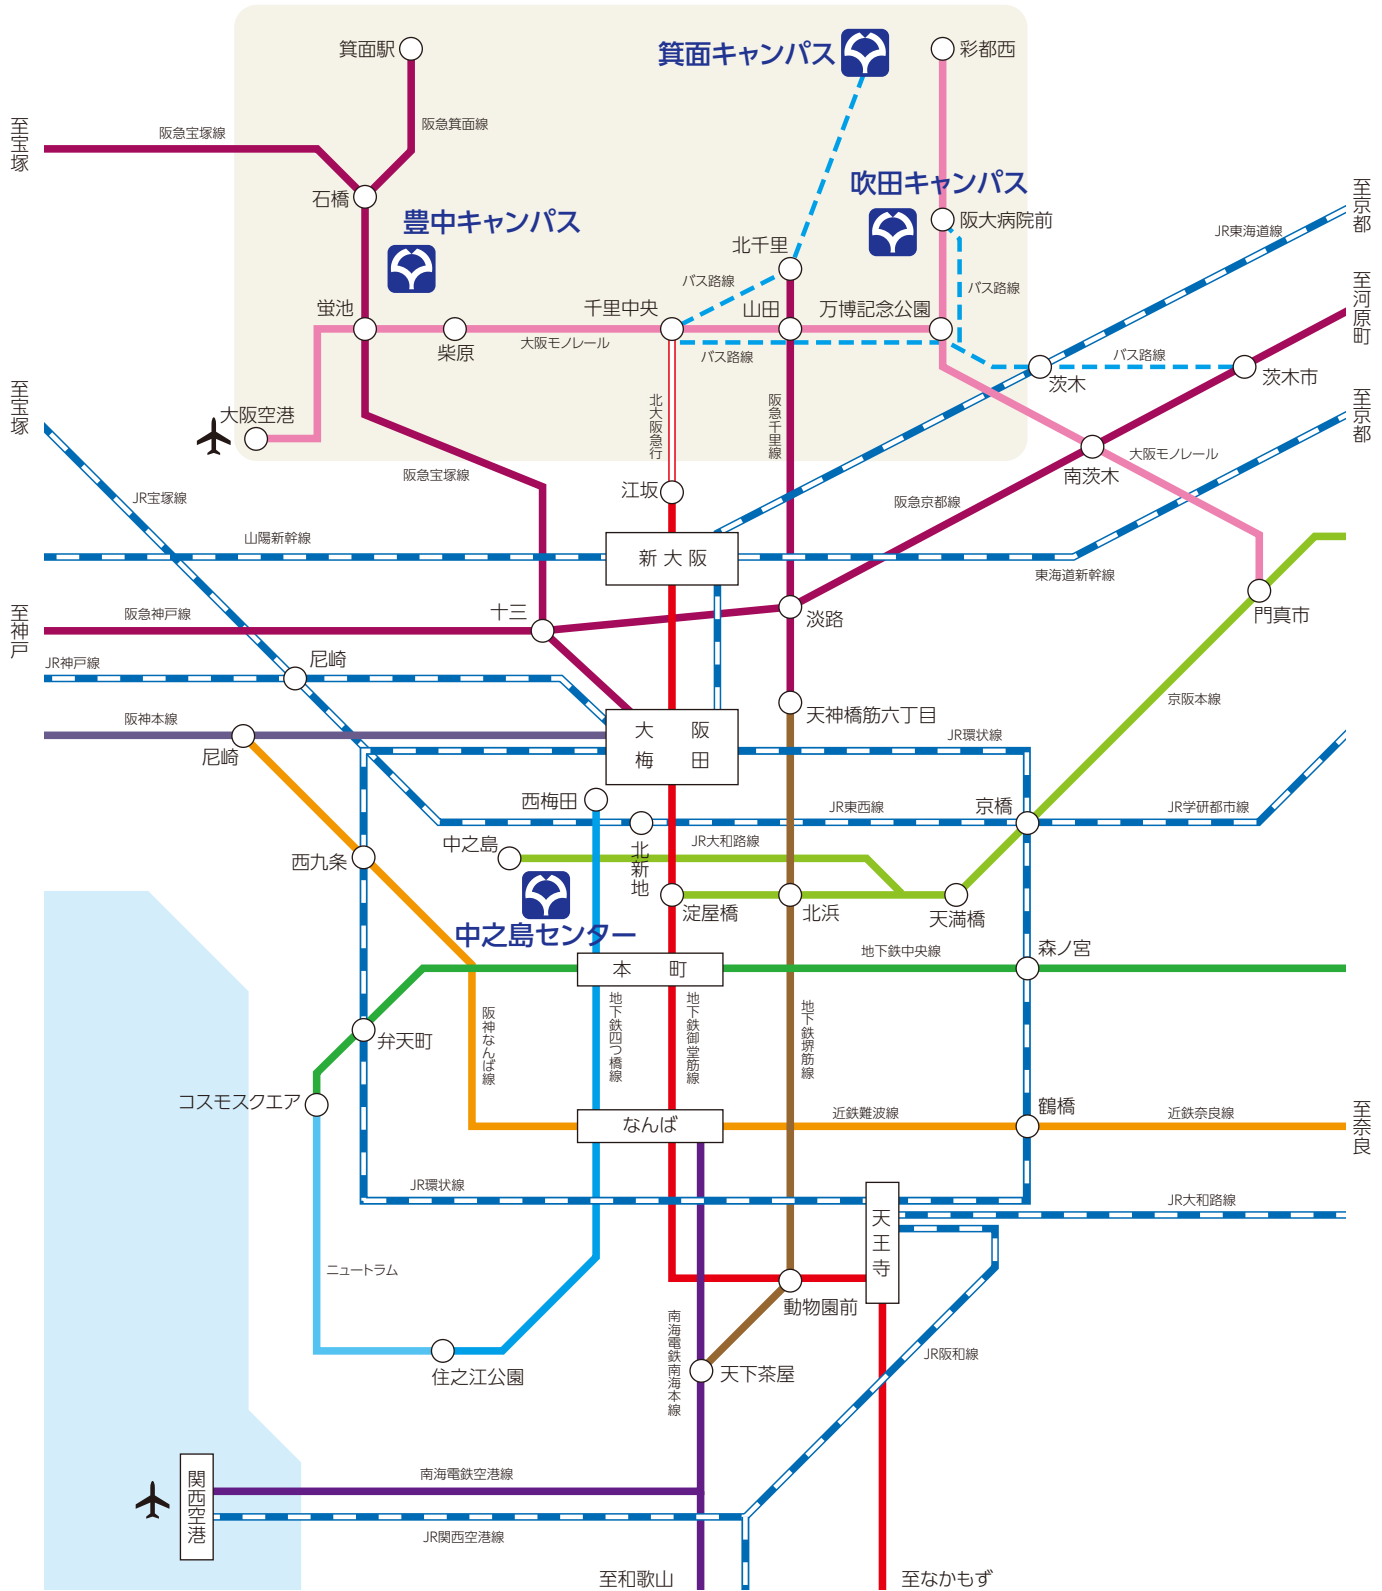 箕面駅
箕面キャンパス
彩都西
至宝塚
阪急宝塚線
阪急箕面線
石橋
豊中キャンパス
吹田キャンパス
阪大病院前
至京都
JR東海道線
北千里
バス路線
バス路線
至河原町
蛍池
柴原
千里中央
大阪モノレール
山田
万博記念公園
バス路線
バス路線
茨木
茨木市
至宝塚
大阪空港
北大阪急行
阪急千里線
至京都
阪急宝塚線
JR宝塚線
江坂
阪急京都線
南茨木
大阪モノレール
山陽新幹線
新大阪
東海道新幹線
至神戸
阪急神戸線
十三
淡路
門真市
JR神戸線
尼崎
阪神本線
尼崎
大阪
梅田
天神橋筋六丁目
JR環状線
京阪本線
西梅田
北新地
JR東西線
京橋
JR学研都市線
中之島
JR大和路線
西九条
淀屋橋
北浜
天満橋
中之島センター
本町
地下鉄中央線
森ノ宮
弁天町
阪神なんば線
地下鉄四つ橋線
地下鉄御堂筋線
地下鉄堺筋線
コスモスクエア
なんば
近鉄難波線
鶴橋
近鉄奈良線
至奈良
JR環状線
天王寺
JR大和路線
ニュートラム
動物園前
南海電鉄南海本線
天下茶屋
JR阪和線
住之江公園
関西空港
南海電鉄空港線
JR関西空港線
至和歌山
至なかもず